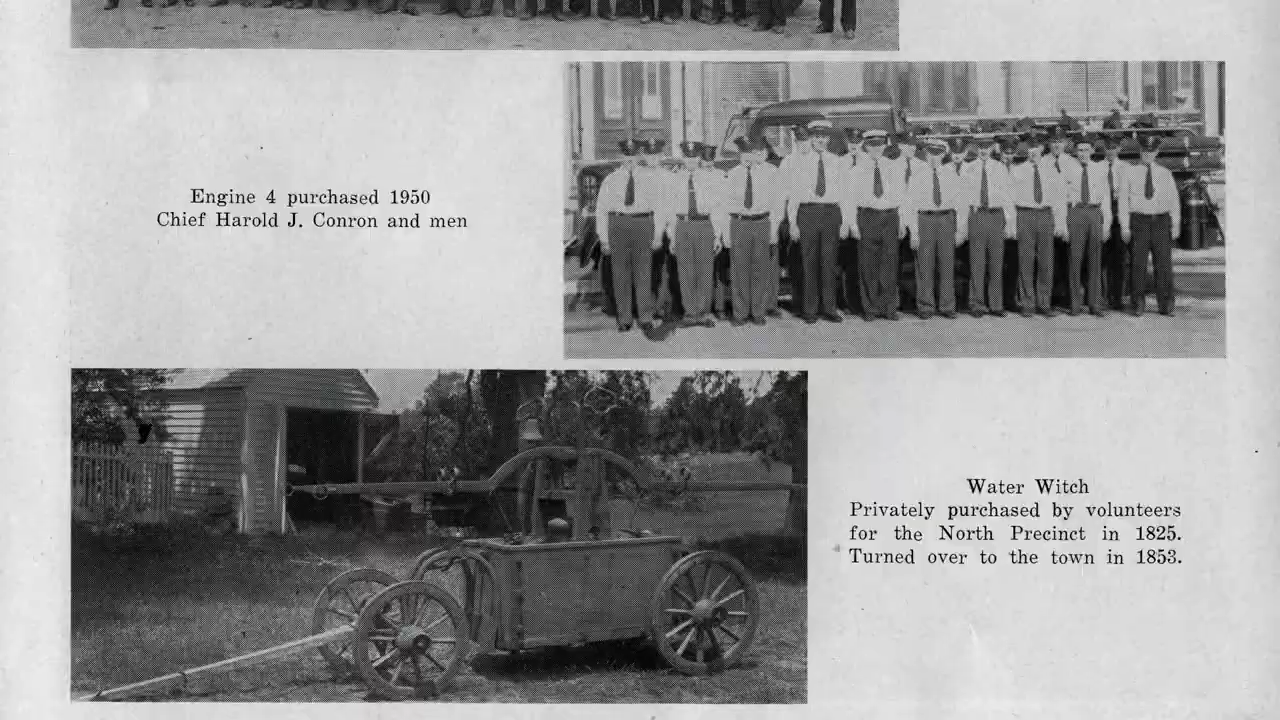 Engine 4 purchased 1950
Chief Harold J. Conron and men
Water Witch
Privately purchased by volunteers
for the North Precinct in 1825.
Turned over to the town in 1853.